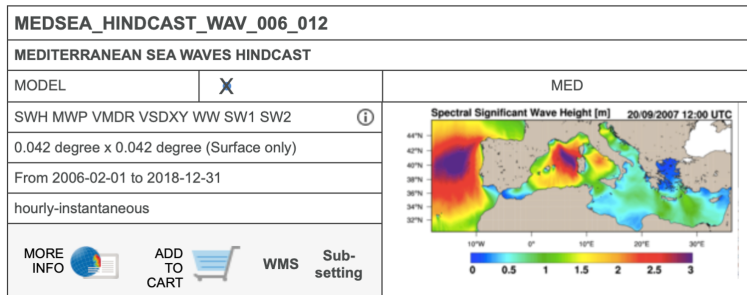 MEDSEA_HINDCAST_WAV_006_012
MEDITERRANEAN SEA WAVES HINDCAST
MODEL
MED
SWH MWP VMDR VSDXY WW SW1 SW2
0.042 degree x 0.042 degree (Surface only)
From 2006-02-01 to 2018-12-31
hourly-instantaneous
MORE INFO
ADD TO CART
WMS
Sub-setting
Spectral Significant Wave Height [m] 20/09/2007 12:00 UTC
44°N
42°N
40°N
38°N
36°N
34°N
32°N
10°W 0° 10°E 20°E 30°E
0 0.5 1 1.5 2 2.5 3